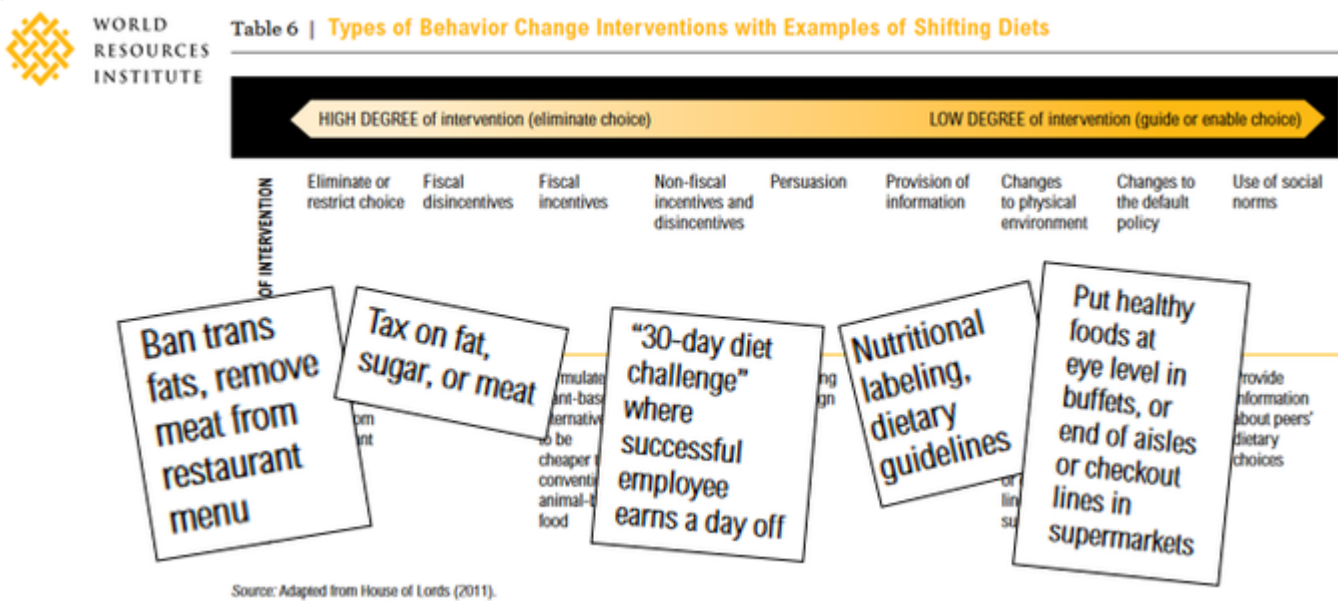 WORLD
RESOURCES
INSTITUTE
Table 6 | Types of Behavior Change Interventions with Examples of Shifting Diets
HIGH DEGREE of intervention (eliminate choice)
LOW DEGREE of intervention (guide or enable choice)
OF INTERVENTION
Eliminate or
restrict choice
Fiscal
disincentives
Fiscal
incentives
Non-fiscal
incentives and
disincentives
Persuasion
Provision of
information
Changes
to physical
environment
Changes to
the default
policy
Use of social
norms
Ban trans
fats, remove
meat from
restaurant
menu
Tax on fat,
sugar, or meat
to be
cheaper
food
“30-day diet
challenge”
where
successful
employee
earns a day off
Nutritional
labeling,
dietary
guidelines
Put healthy
foods at
eye level in
buffets, or
end of aisles
or checkout
lines in
supermarkets
about peers'
dietary
choices
Source: Adapted from House of Lords (2011).